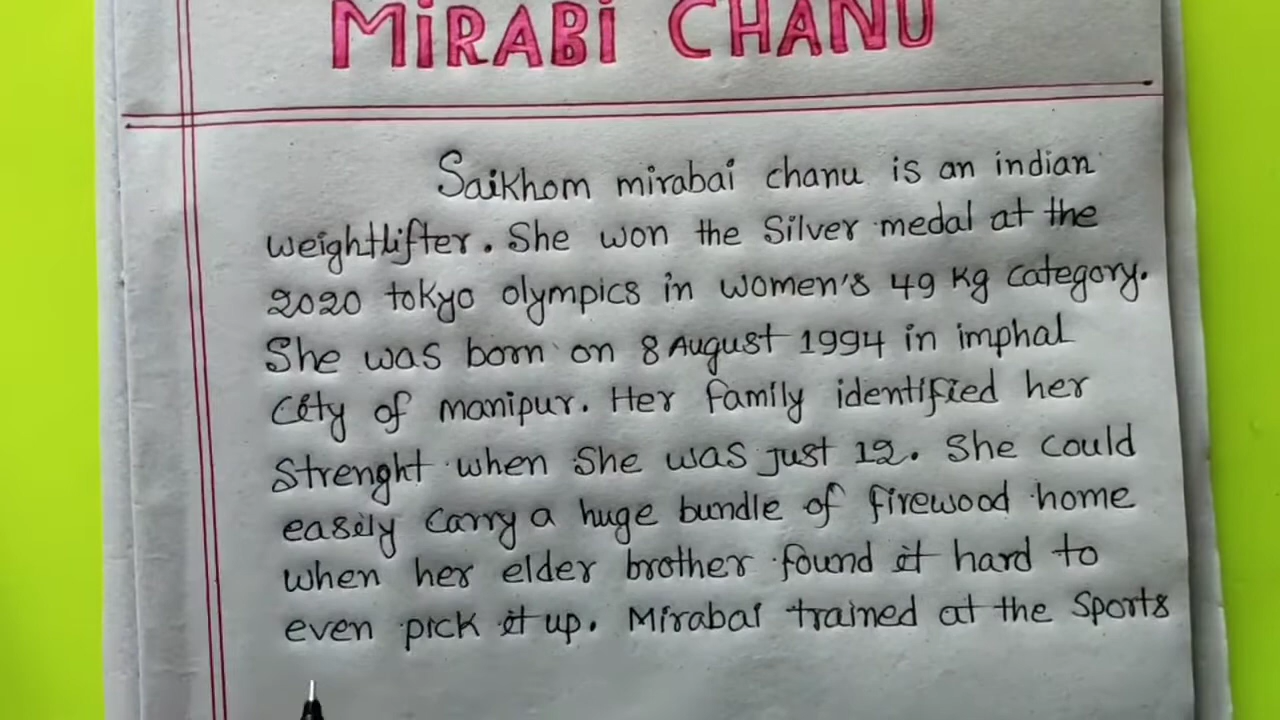 MiRABi CHANU
Saikhom mirabai chanu is an indian
weightlifter. She won the Silver medal at the
2020 tokyo olympics in women's 49 kg category.
She was born on 8 August 1994 in imphal
City of manipur. Her family identified her
Strenght when She was just 12. She could
easily carry a huge bundle of firewood home
when her elder brother found it hard to
even pick it up. Mirabai trained at the Sports